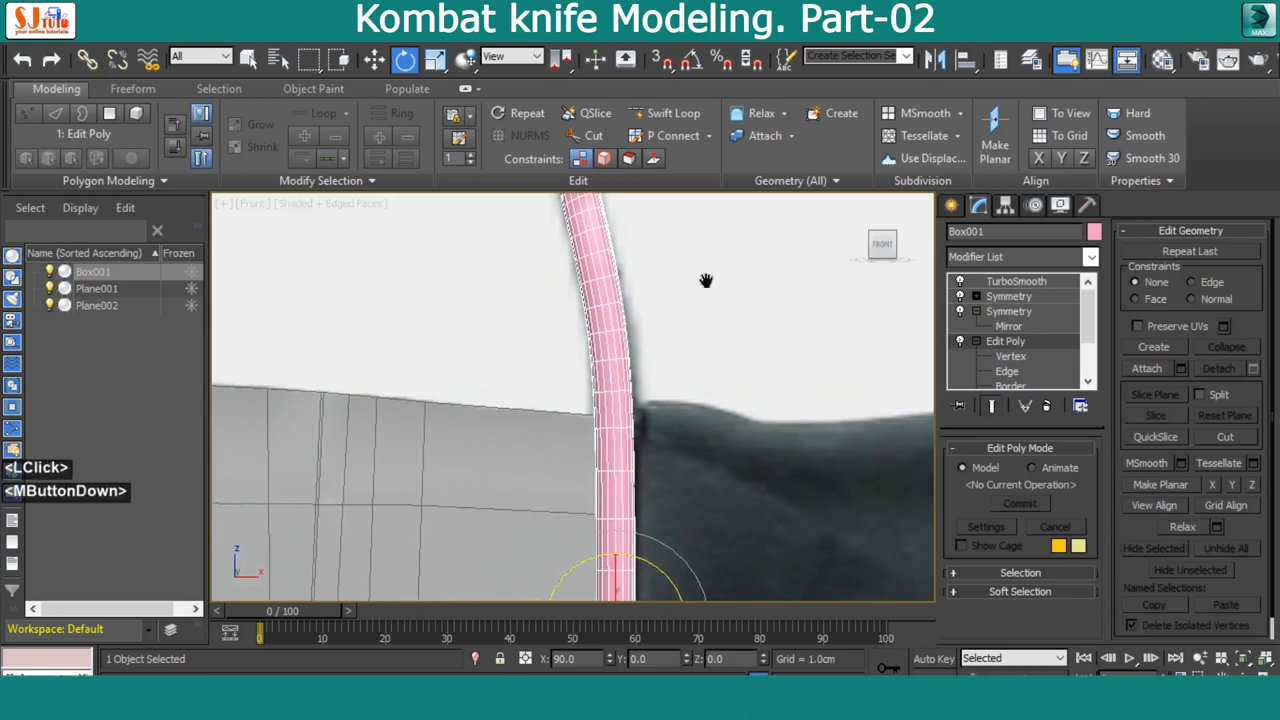 SJ TUTO
your online tutorials
Kombat knife Modeling. Part-02
MAX
All
View
Create Selection Se
Modeling
Freeform
Selection
Object Paint
Populate
1: Edit Poly
Grow
Shrink
Loop
Ring
Repeat
QSlice
Swift Loop
NURMS
Cut
P Connect
1
Constraints:
Relax
Create
Attach
MSmooth
Tessellate
Use Displac...
Make
Planar
To View
To Grid
X Y Z
Hard
Smooth
Smooth 30
Polygon Modeling
Modify Selection
Edit
Geometry (All)
Subdivision
Align
Properties
Select
Display
Edit
Name (Sorted Ascending)
Frozen
Box001
Plane001
Plane002
[+] [Front] [Shaded + Edged Faces]
FRONT
<LClick>
<MButtonDown>
z
x
Box001
Modifier List
TurboSmooth
Symmetry
Symmetry
Mirror
Edit Poly
Vertex
Edge
Border
Edit Poly Mode
Model
Animate
<No Current Operation>
Commit
Settings
Cancel
Show Cage
Selection
Soft Selection
Edit Geometry
Repeat Last
Constraints
None
Edge
Face
Normal
Preserve UVs
Create
Collapse
Attach
Detach
Slice Plane
Split
Slice
Reset Plane
QuickSlice
Cut
MSmooth
Tessellate
Make Planar
X Y Z
View Align
Grid Align
Relax
Hide Selected
Unhide All
Hide Unselected
Named Selections:
Copy
Paste
Delete Isolated Vertices
0 / 100
Workspace: Default
0 10 20 30 40 50 60 70 80 90 100
1 Object Selected
X: 90.0
Y: 0.0
Z: 0.0
Grid = 1.0cm
Auto Key
Selected